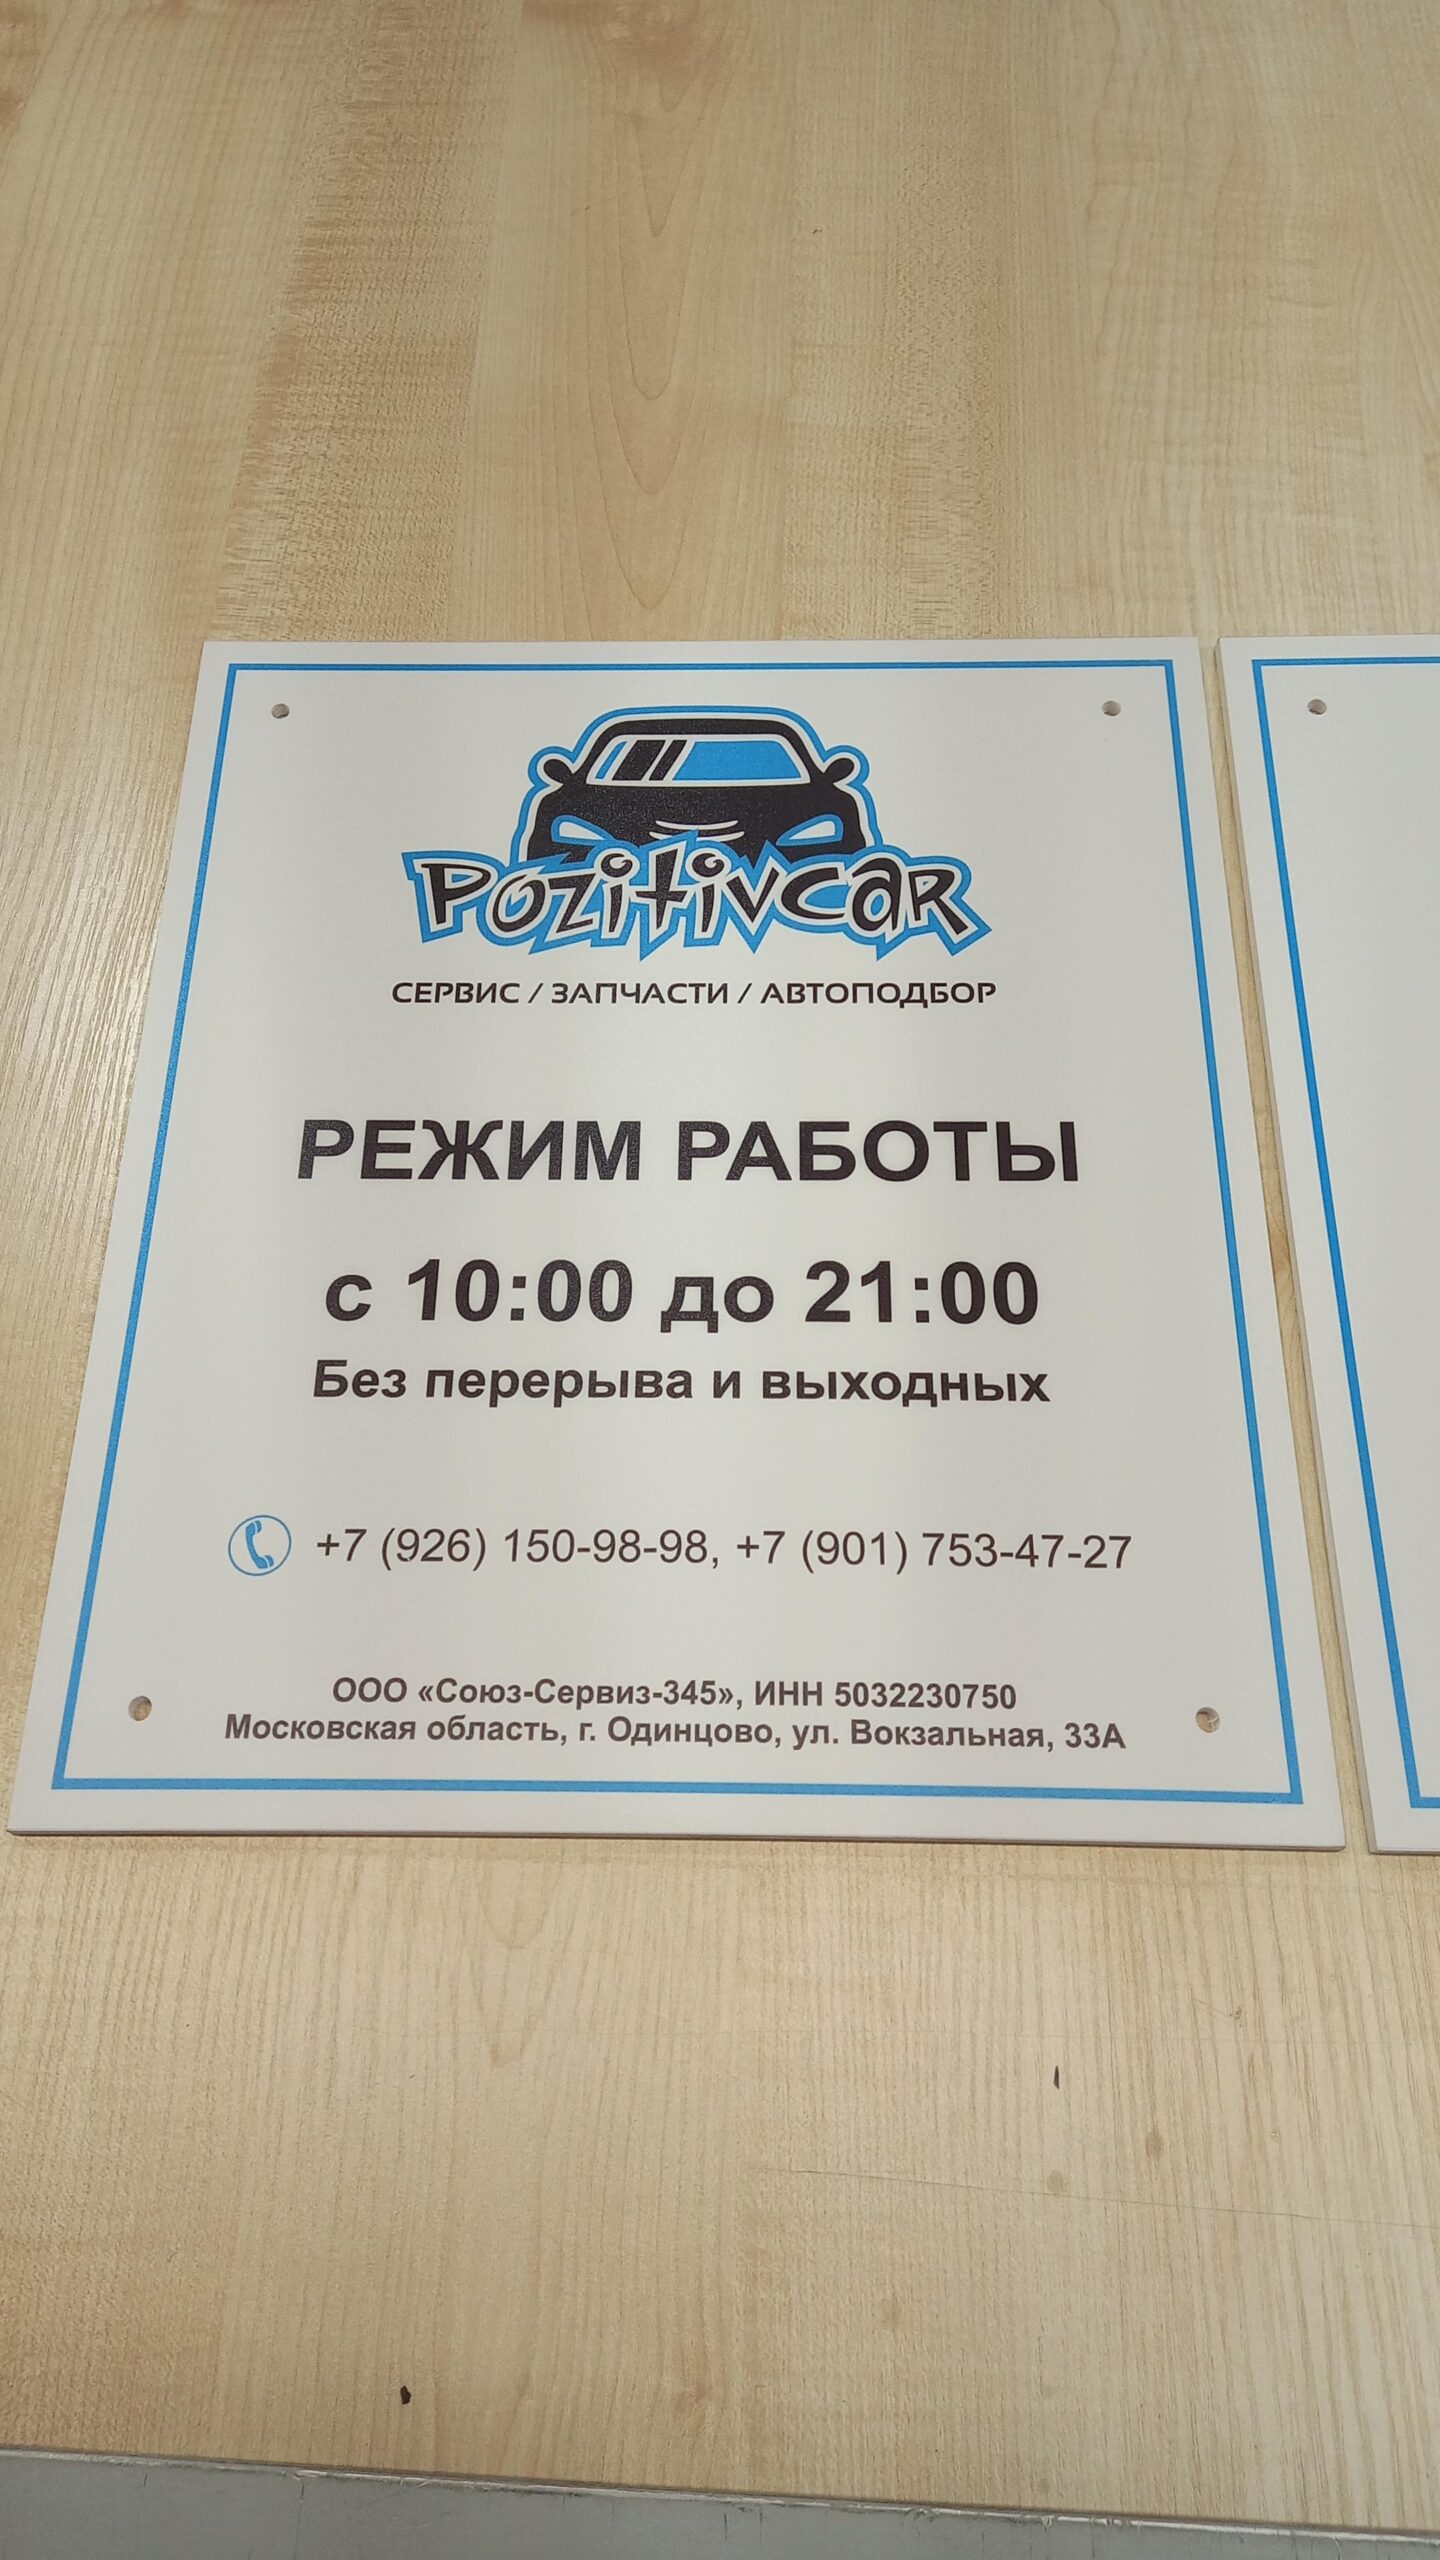 Pozitivcar
СЕРВИС / ЗАПЧАСТИ / АВТОПОДБОР
РЕЖИМ РАБОТЫ
с 10:00 до 21:00
Без перерыва и выходных
+7 (926) 150-98-98, +7 (901) 753-47-27
ООО «Союз-Сервиз-345», ИНН 5032230750
Московская область, г. Одинцово, ул. Вокзальная, 33А